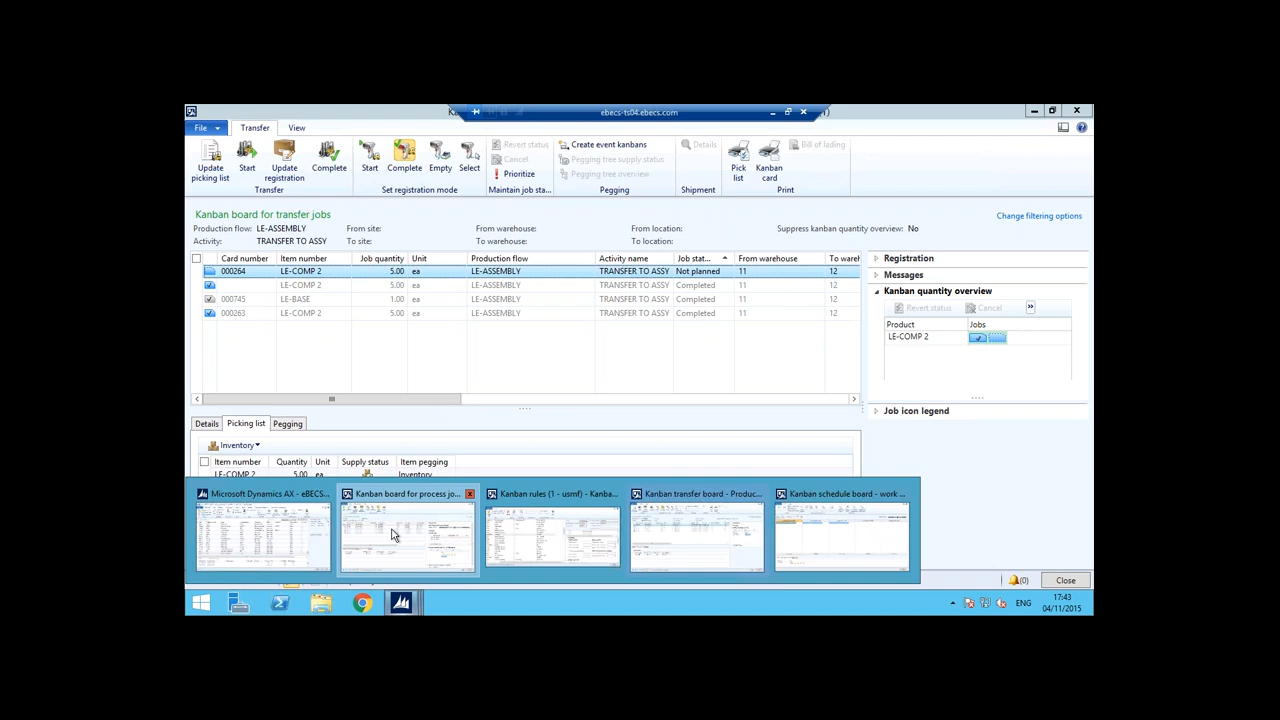 Ka
ebecs-ts04.ebecs.com
File
Transfer
View
Update picking list
Start
Update registration
Complete
Transfer
Start
Complete
Empty
Select
Set registration mode
Revert status
Cancel
Prioritize
Maintain job sta...
Create event kanbans
Pegging tree supply status
Pegging tree overview
Pegging
Details
Shipment
Pick list
Kanban card
Bill of lading
Print
Kanban board for transfer jobs
Change filtering options
Production flow: LE-ASSEMBLY From site: From warehouse: From location: Suppress kanban quantity overview: No
Activity: TRANSFER TO ASSY To site: To warehouse: To location:
Card number Item number Job quantity Unit Production flow Activity name Job stat... From warehouse To wareh
000264 LE-COMP 2 5.00 ea LE-ASSEMBLY TRANSFER TO ASSY Not planned 11 12
LE-COMP 2 5.00 ea LE-ASSEMBLY TRANSFER TO ASSY Completed 11 12
000745 LE-BASE 1.00 ea LE-ASSEMBLY TRANSFER TO ASSY Completed 11 12
000263 LE-COMP 2 5.00 ea LE-ASSEMBLY TRANSFER TO ASSY Completed 11 12
Registration
Messages
Kanban quantity overview
Revert status Cancel
Product Jobs
LE-COMP 2
Job icon legend
Details Picking list Pegging
Inventory
Item number Quantity Unit Supply status Item pegging
LE-COMP 2 5.00 ea Inventory
Microsoft Dynamics AX - eBECS...
Kanban board for process jo...
Kanban rules (1 - usmf) - Kanba...
Kanban transfer board - Produc...
Kanban schedule board - work ...
(0) Close
ENG
17:43
04/11/2015